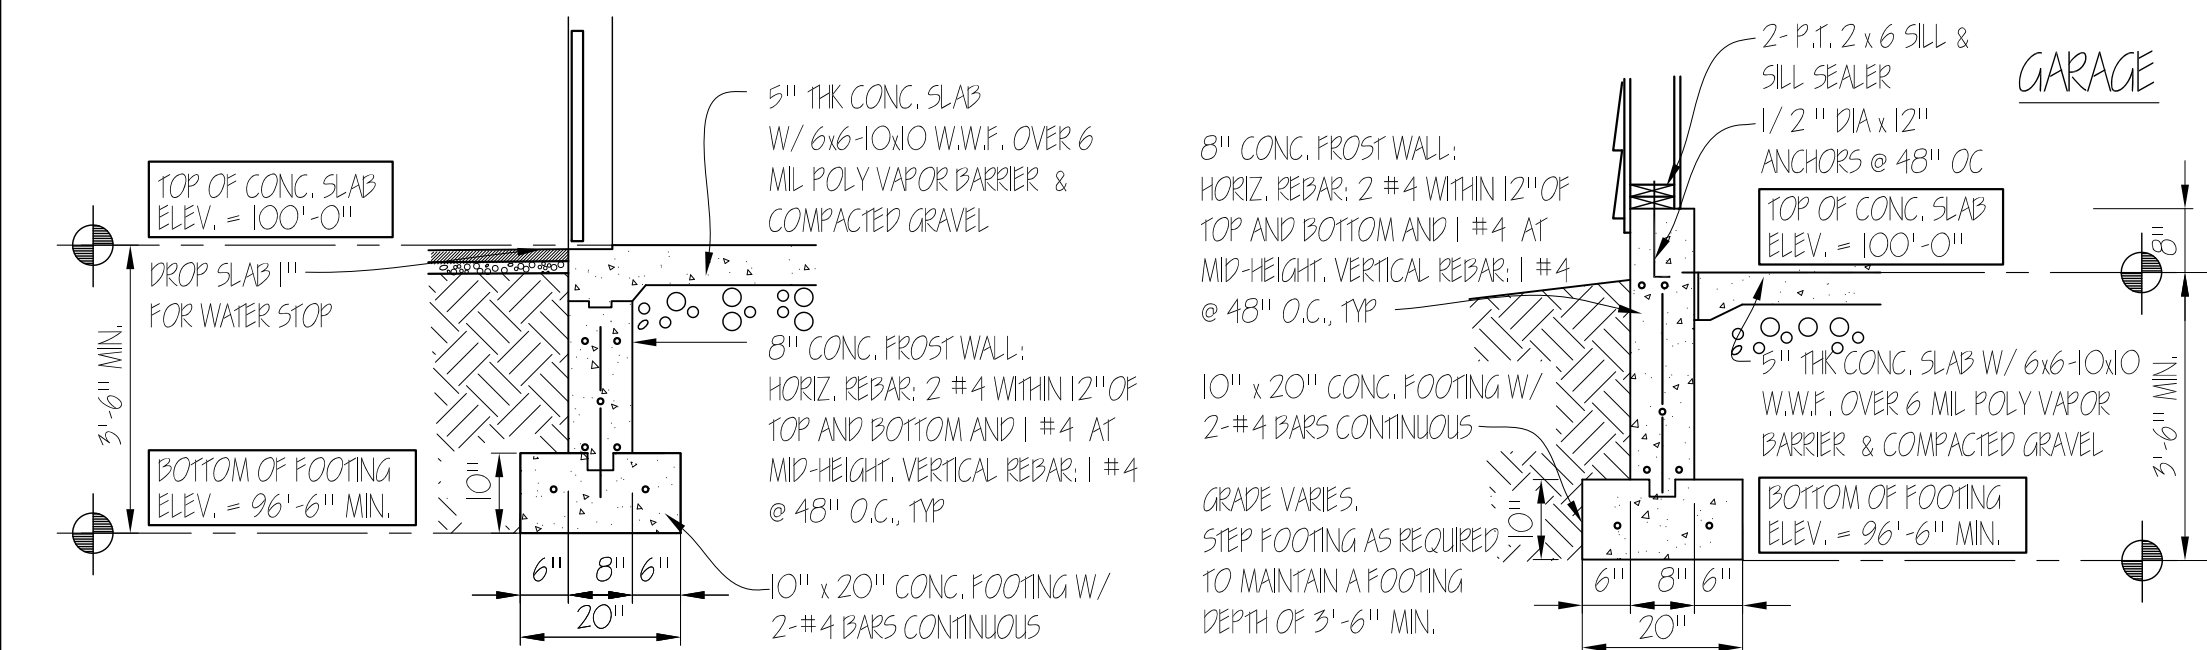 TOP OF CONC. SLAB
ELEV. = 100'-0"
DROP SLAB 1"
FOR WATER STOP
3'-6" MIN.
BOTTOM OF FOOTING
ELEV. = 96'-6" MIN.
10"
6" 8" 6"
20"
5" THK CONC. SLAB
W/ 6x6-10x10 W.W.F. OVER 6
MIL POLY VAPOR BARRIER &
COMPACTED GRAVEL
8" CONC. FROST WALL:
HORIZ. REBAR: 2 #4 WITHIN 12" OF
TOP AND BOTTOM AND 1 #4 AT
MID-HEIGHT. VERTICAL REBAR: 1 #4
@ 48" O.C., TYP
10" x 20" CONC. FOOTING W/
2-#4 BARS CONTINUOUS
8" CONC. FROST WALL:
HORIZ. REBAR: 2 #4 WITHIN 12" OF
TOP AND BOTTOM AND 1 #4 AT
MID-HEIGHT. VERTICAL REBAR: 1 #4
@ 48" O.C., TYP
10" x 20" CONC. FOOTING W/
2-#4 BARS CONTINUOUS
GRADE VARIES.
STEP FOOTING AS REQUIRED
TO MAINTAIN A FOOTING
DEPTH OF 3'-6" MIN.
10"
6" 8" 6"
20"
2- P.T. 2 x 6 SILL &
SILL SEALER
1/2" DIA x 12"
ANCHORS @ 48" OC
GARAGE
TOP OF CONC. SLAB
ELEV. = 100'-0"
8"
5" THK CONC. SLAB W/ 6x6-10x10
W.W.F. OVER 6 MIL POLY VAPOR
BARRIER & COMPACTED GRAVEL
3'-6" MIN.
BOTTOM OF FOOTING
ELEV. = 96'-6" MIN.